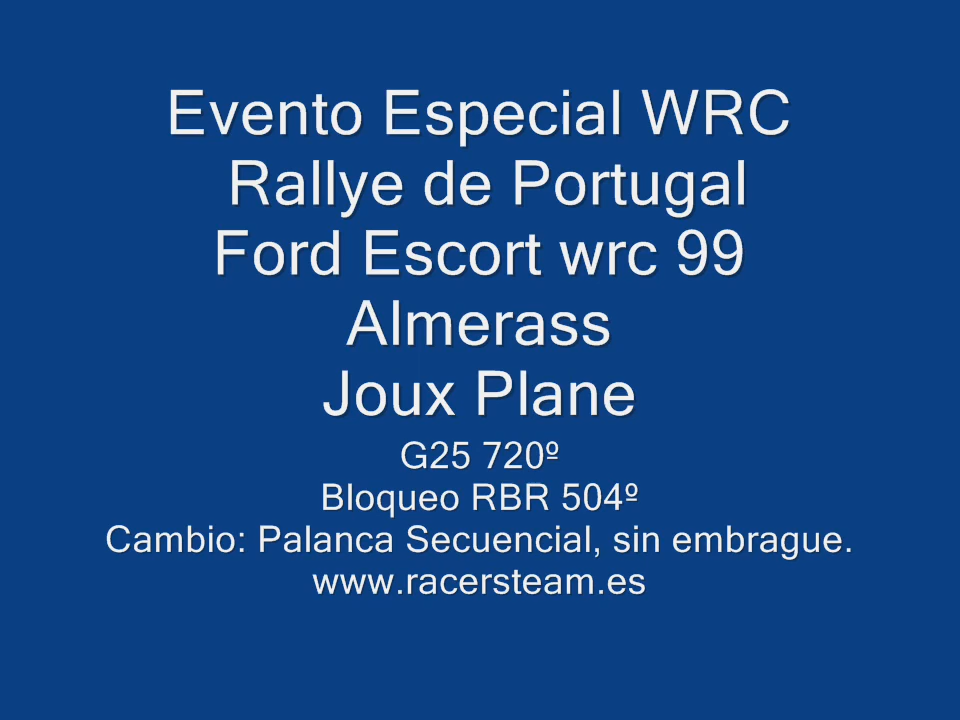 Evento Especial WRC
Rallye de Portugal
Ford Escort wrc 99
Almerass
Joux Plane
G25 720º
Bloqueo RBR 504º
Cambio: Palanca Secuencial, sin embrague.
www.racersteam.es